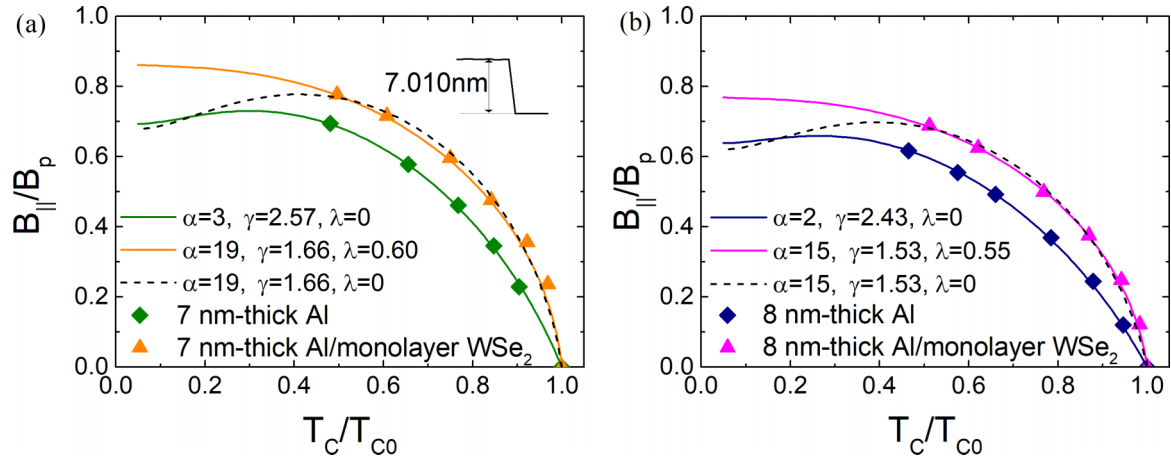 (a)
1.0
0.8
0.6
0.4
0.2
0.0
B||/Bp
7.010nm
α=3, γ=2.57, λ=0
α=19, γ=1.66, λ=0.60
α=19, γ=1.66, λ=0
7 nm-thick Al
7 nm-thick Al/monolayer WSe2
0.0 0.2 0.4 0.6 0.8 1.0
TC/TC0
(b)
1.0
0.8
0.6
0.4
0.2
0.0
B||/Bp
α=2, γ=2.43, λ=0
α=15, γ=1.53, λ=0.55
α=15, γ=1.53, λ=0
8 nm-thick Al
8 nm-thick Al/monolayer WSe2
0.0 0.2 0.4 0.6 0.8 1.0
TC/TC0